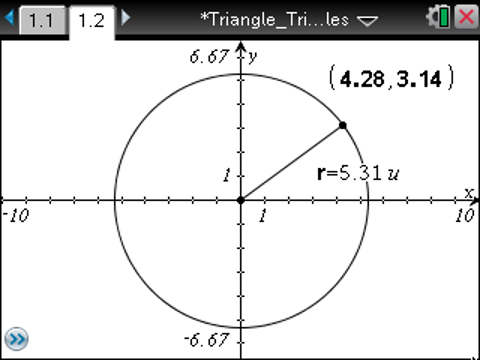 1.1 1.2 *Triangle_Tri...les
6.67 y
(4.28,3.14)
1
r=5.31 u
x
-10 1 10
-6.67